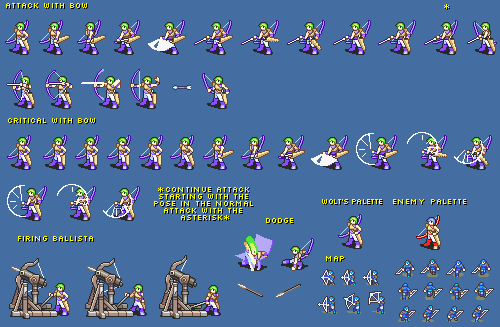 ATTACK WITH BOW
*
CRITICAL WITH BOW
*CONTINUE ATTACK
STARTING WITH THE
POSE IN THE NORMAL
ATTACK WITH THE
ASTERISK*
WOLT'S PALETTE
ENEMY PALETTE
DODGE
FIRING BALLISTA
MAP